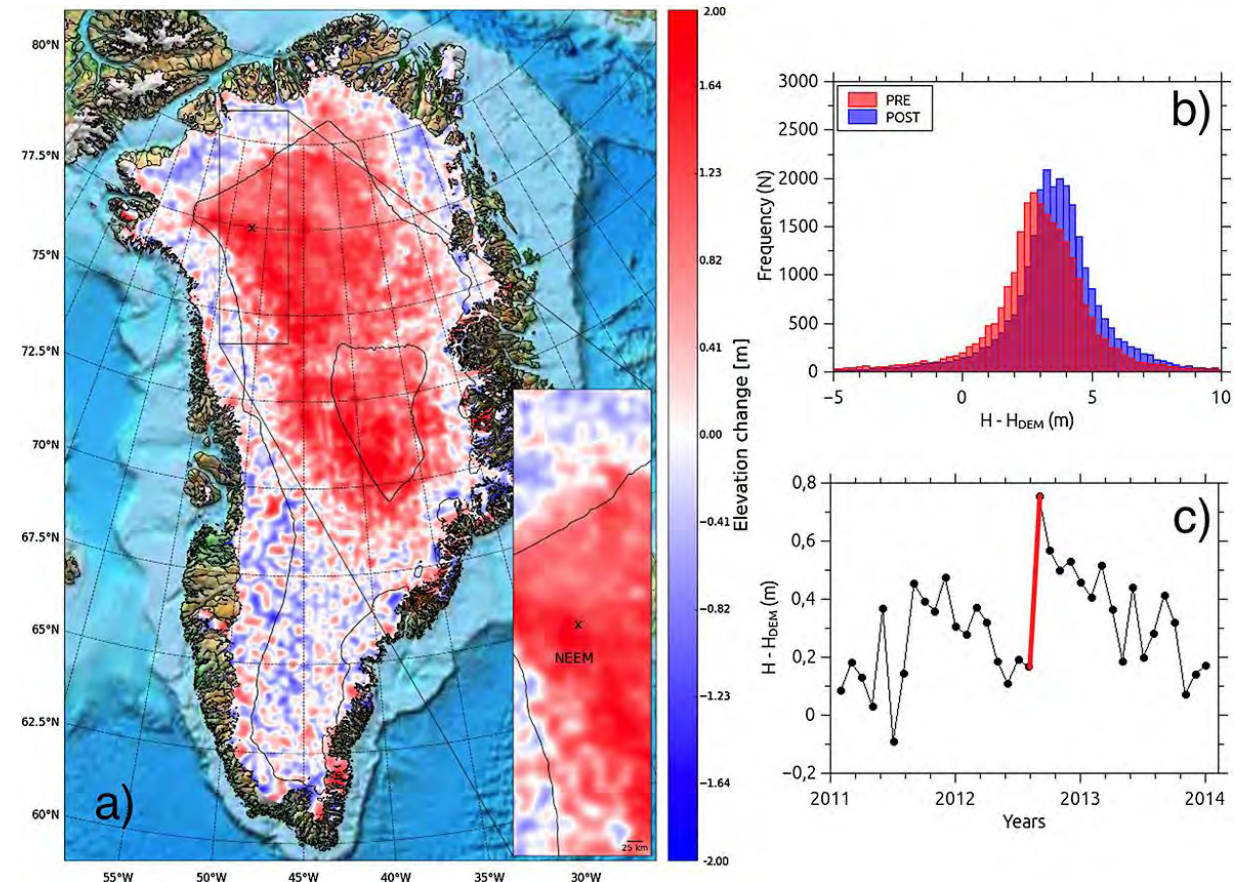 80°N
77.5°N
75°N
72.5°N
70°N
67.5°N
65°N
62.5°N
60°N
55°W
50°W
45°W
40°W
35°W
30°W
a)
NEEM
25 km
2.00
1.64
1.23
0.82
0.41
0.00
-0.41
-0.82
-1.23
-1.64
-2.00
Elevation change [m]
b)
PRE
POST
3000
2500
2000
1500
1000
500
0
Frequency (N)
-5
0
5
10
H - HDEM (m)
c)
0,8
0,6
0,4
0,2
0
-0,2
H - HDEM (m)
2011
2012
2013
2014
Years